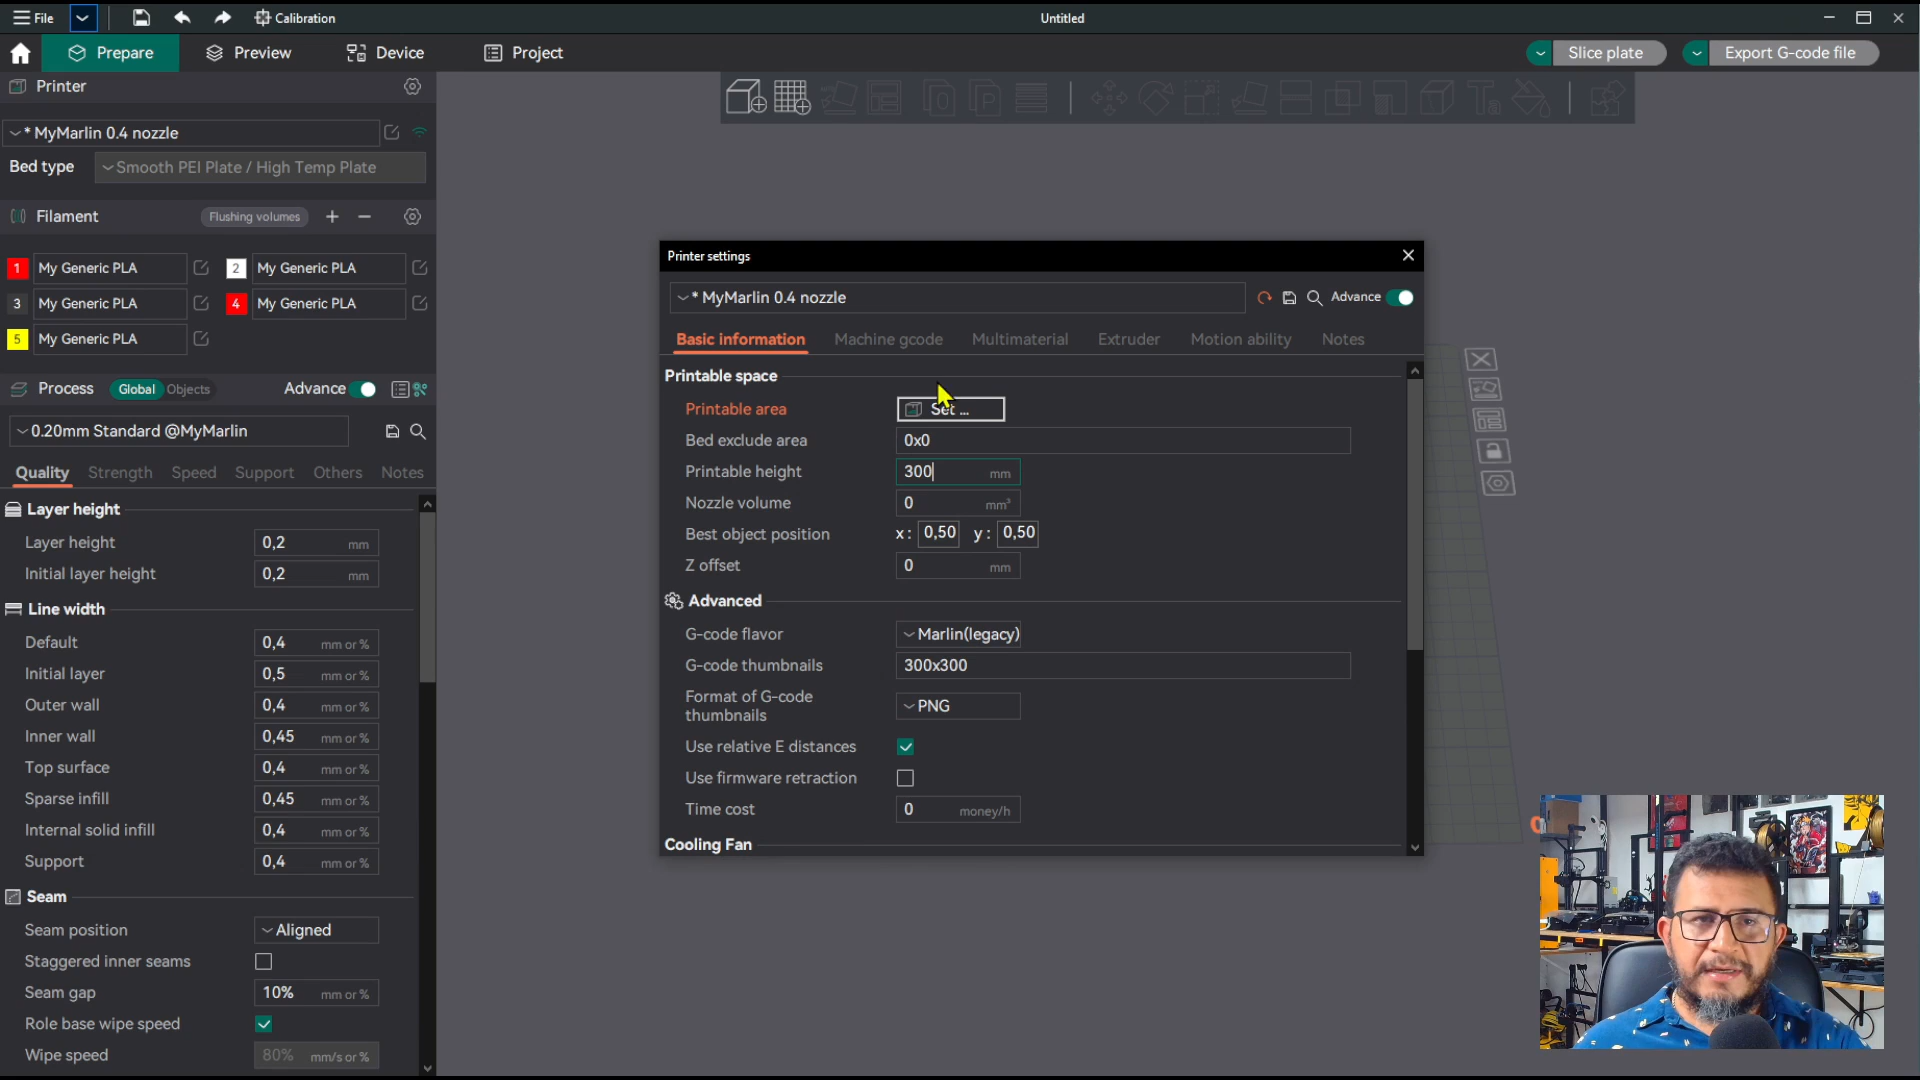 File
Calibration
Untitled
Prepare
Preview
Device
Project
Slice plate
Export G-code file
Printer
* MyMarlin 0.4 nozzle
Bed type
Smooth PEI Plate / High Temp Plate
Filament
Flushing volumes
1 My Generic PLA
2 My Generic PLA
3 My Generic PLA
4 My Generic PLA
5 My Generic PLA
Process
Global
Objects
Advance
0.20mm Standard @MyMarlin
Quality Strength Speed Support Others Notes
Layer height
Layer height 0,2 mm
Initial layer height 0,2 mm
Line width
Default 0,4 mm or %
Initial layer 0,5 mm or %
Outer wall 0,4 mm or %
Inner wall 0,45 mm or %
Top surface 0,4 mm or %
Sparse infill 0,45 mm or %
Internal solid infill 0,4 mm or %
Support 0,4 mm or %
Seam
Seam position Aligned
Staggered inner seams
Seam gap 10% mm or %
Role base wipe speed
Wipe speed 80% mm/s or %
Printer settings
* MyMarlin 0.4 nozzle
Advance
Basic information Machine gcode Multimaterial Extruder Motion ability Notes
Printable space
Printable area Set ...
Bed exclude area 0x0
Printable height 300 mm
Nozzle volume 0 mm³
Best object position x: 0,50 y: 0,50
Z offset 0 mm
Advanced
G-code flavor Marlin(legacy)
G-code thumbnails 300x300
Format of G-code
thumbnails
PNG
Use relative E distances
Use firmware retraction
Time cost 0 money/h
Cooling Fan